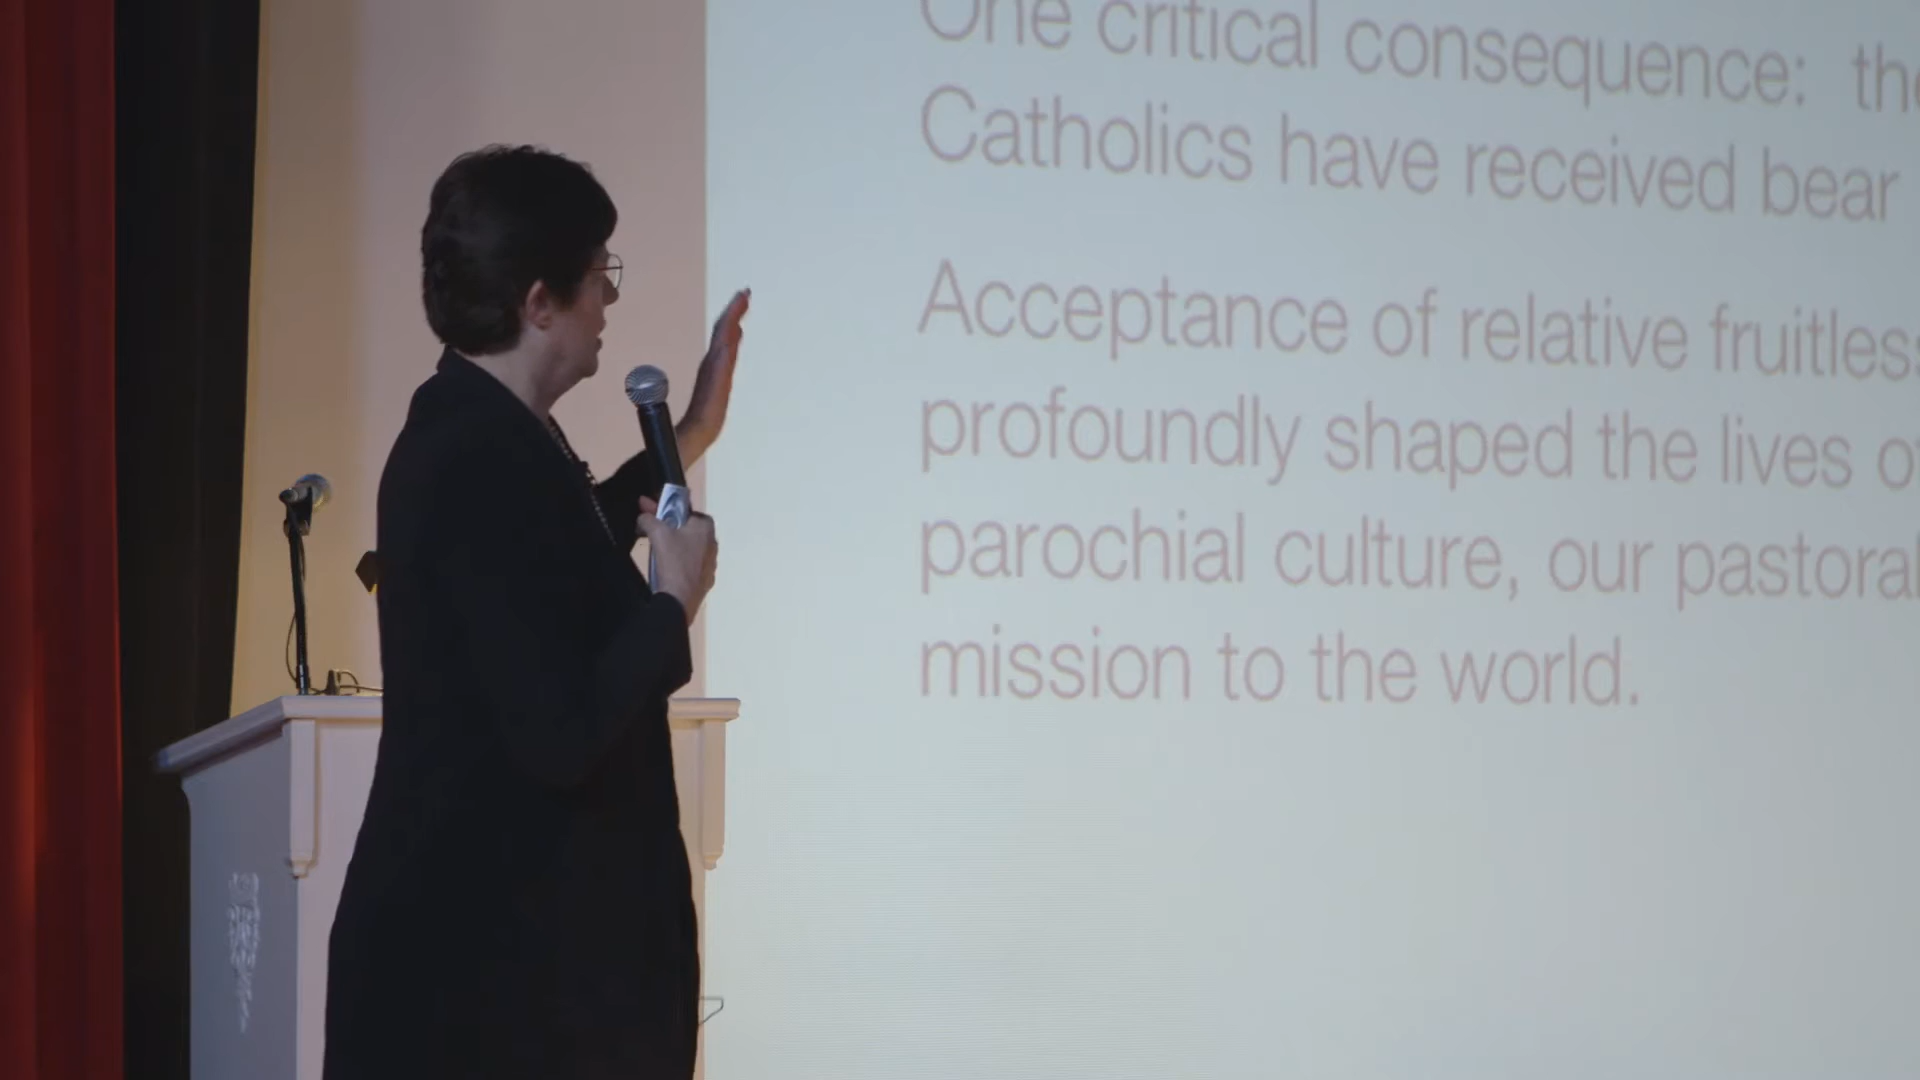 One critical consequence: the
Catholics have received bear
Acceptance of relative fruitless
profoundly shaped the lives of
parochial culture, our pastoral
mission to the world.